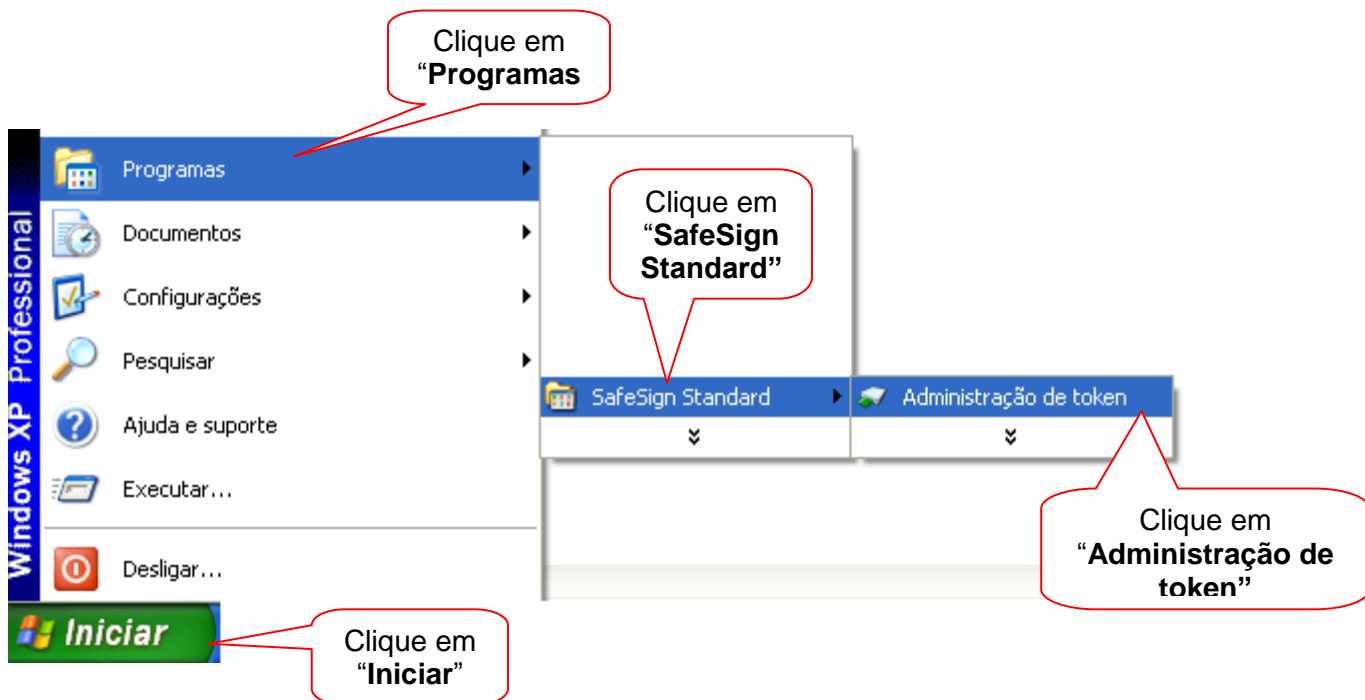 Clique em
“Programas
Programas
Clique em
“SafeSign
Standard”
Documentos
Configurações
Pesquisar
SafeSign Standard
Administração de token
Ajuda e suporte
Executar...
Clique em
“Administração de
token”
Desligar...
Windows XP Professional
Iniciar
Clique em
“Iniciar”